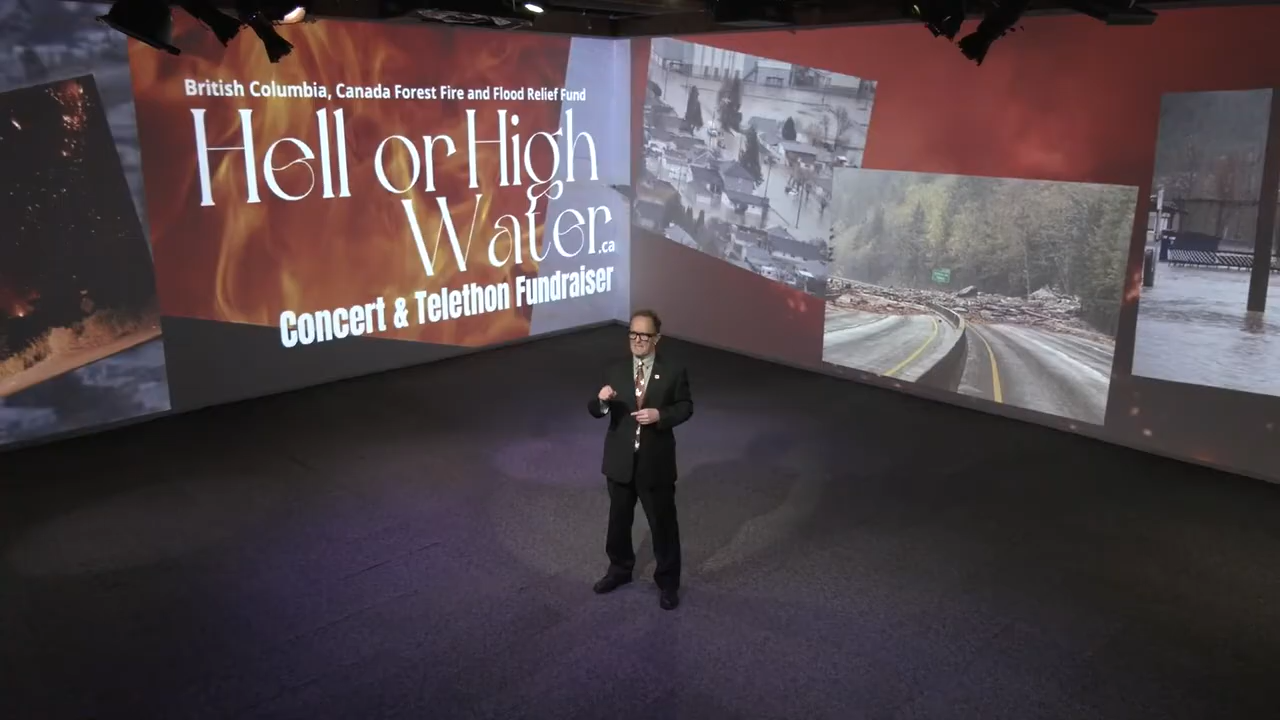 British Columbia, Canada Forest Fire and Flood Relief Fund
Hell or High
Water.ca
Concert & Telethon Fundraiser